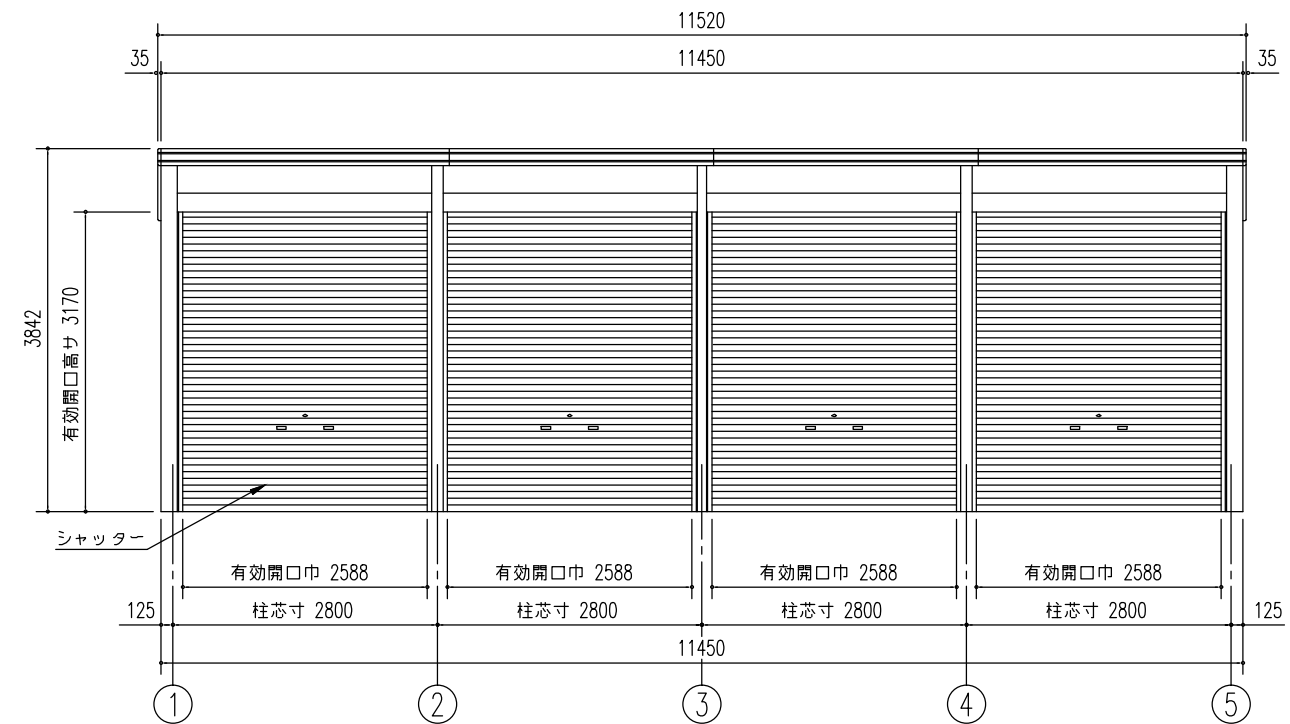 11520
35 11450 35
3842
有効開口高サ 3170
シャッター
有効開口巾 2588 有効開口巾 2588 有効開口巾 2588 有効開口巾 2588
125 柱芯寸 2800 柱芯寸 2800 柱芯寸 2800 柱芯寸 2800 125
11450
1 2 3 4 5